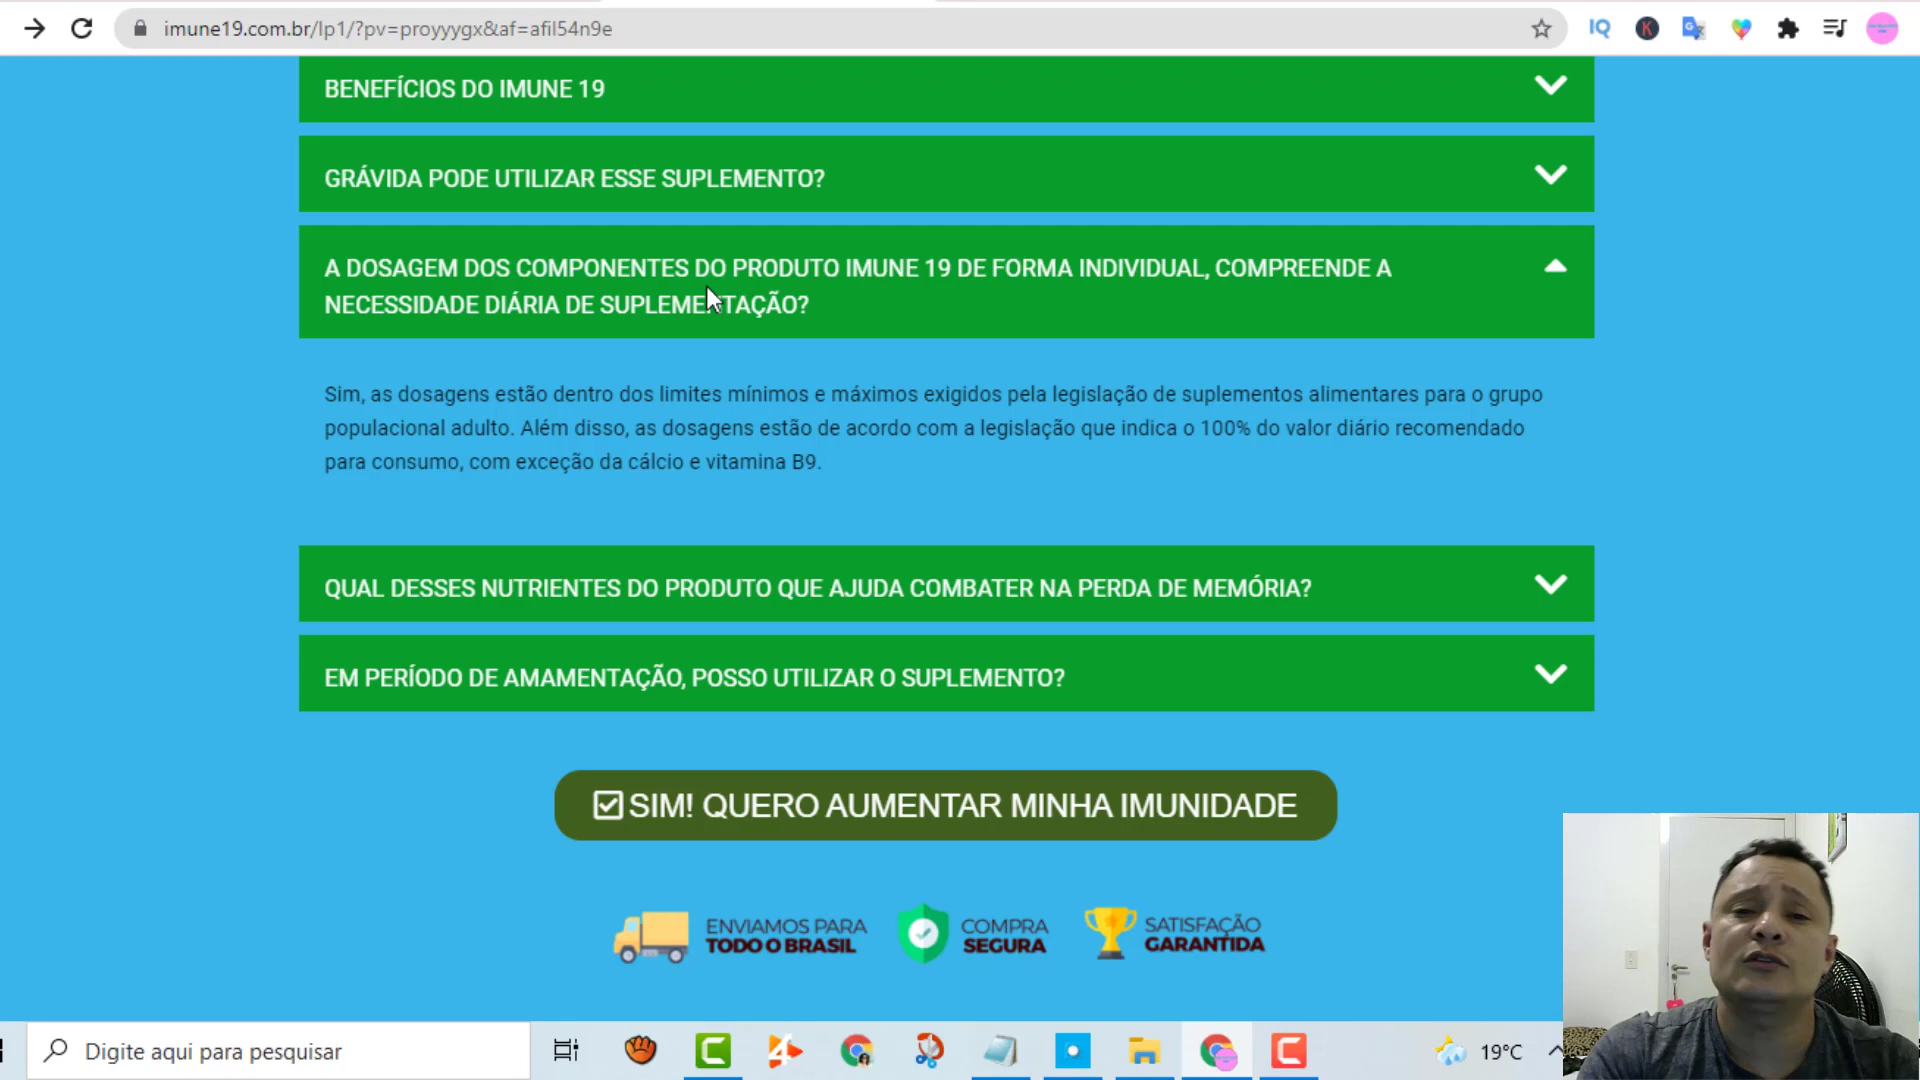 imune19.com.br/lp1/?pv=proyyygx&af=afil54n9e
IQ
K
BENEFÍCIOS DO IMUNE 19
GRÁVIDA PODE UTILIZAR ESSE SUPLEMENTO?
A DOSAGEM DOS COMPONENTES DO PRODUTO IMUNE 19 DE FORMA INDIVIDUAL, COMPREENDE A
NECESSIDADE DIÁRIA DE SUPLEMENTAÇÃO?
Sim, as dosagens estão dentro dos limites mínimos e máximos exigidos pela legislação de suplementos alimentares para o grupo
populacional adulto. Além disso, as dosagens estão de acordo com a legislação que indica o 100% do valor diário recomendado
para consumo, com exceção da cálcio e vitamina B9.
QUAL DESSES NUTRIENTES DO PRODUTO QUE AJUDA COMBATER NA PERDA DE MEMÓRIA?
EM PERÍODO DE AMAMENTAÇÃO, POSSO UTILIZAR O SUPLEMENTO?
SIM! QUERO AUMENTAR MINHA IMUNIDADE
ENVIAMOS PARA
TODO O BRASIL
COMPRA
SEGURA
SATISFAÇÃO
GARANTIDA
Digite aqui para pesquisar
19°C